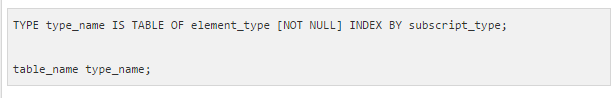 TYPE type_name IS TABLE OF element_type [NOT NULL] INDEX BY subscript_type;
table_name type_name;